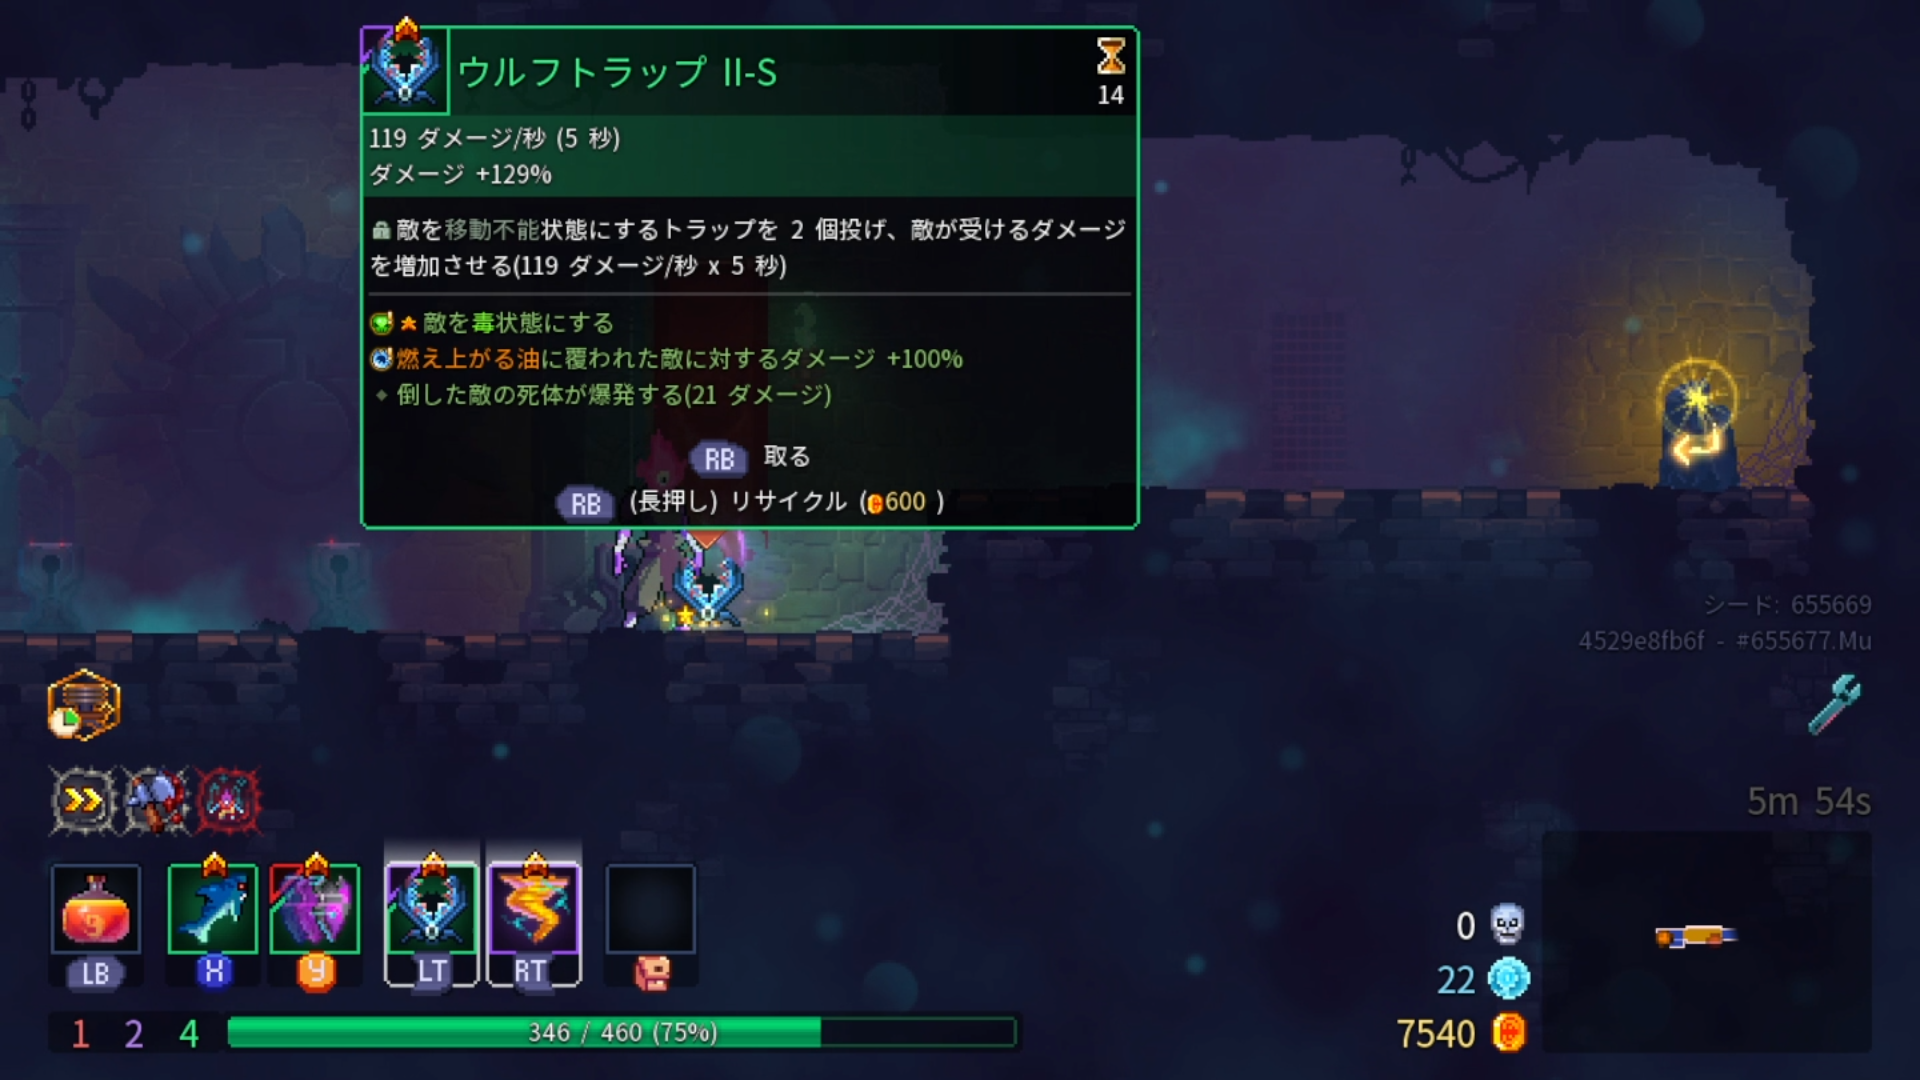 ウルフトラップ II-S
14
119 ダメージ/秒 (5 秒)
ダメージ +129%
敵を移動不能状態にするトラップを 2 個投げ、敵が受けるダメージ
を増加させる(119 ダメージ/秒 x 5 秒)
敵を毒状態にする
燃え上がる油に覆われた敵に対するダメージ +100%
倒した敵の死体が爆発する(21 ダメージ)
RB 取る
RB (長押し) リサイクル (600 )
シード: 655669
4529e8fb6f - #655677.Mu
5m 54s
9
LB X Y LT RT
0
22
7540
1 2 4 346 / 460 (75%)